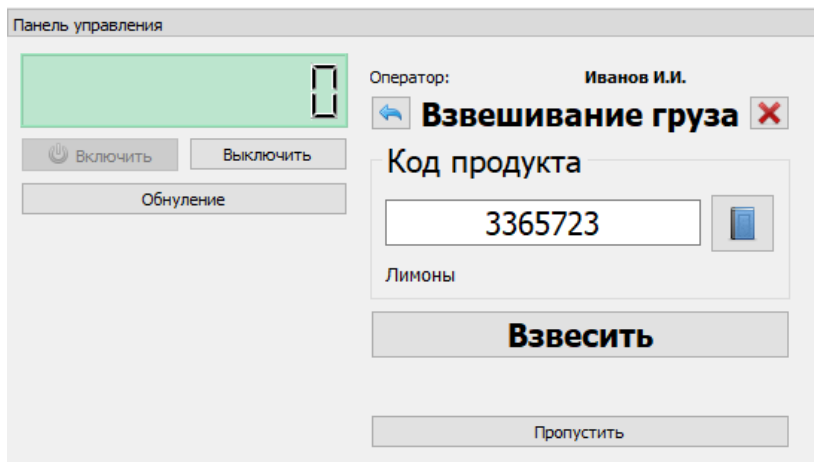 Панель управления
0
Включить
Выключить
Обнуление
Оператор: Иванов И.И.
Взвешивание груза
Код продукта
3365723
Лимоны
Взвесить
Пропустить